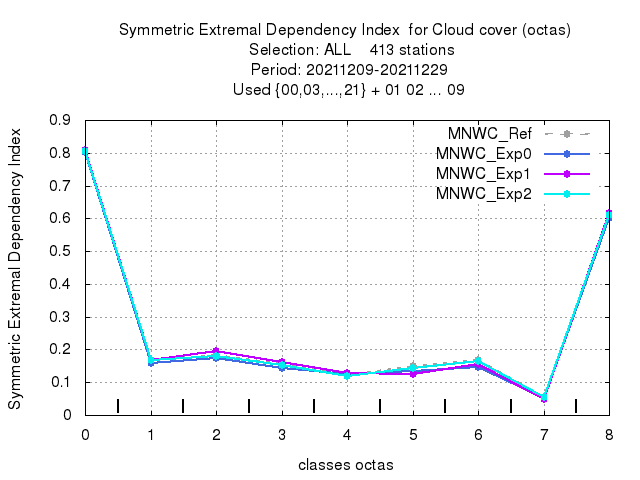 Symmetric Extremal Dependency Index  for Cloud cover (octas)
Selection: ALL    413 stations
Period: 20211209-20211229
Used {00,03,...,21} + 01 02 ... 09
Symmetric Extremal Dependency Index
0.9
0.8
0.7
0.6
0.5
0.4
0.3
0.2
0.1
0
MNWC_Ref
MNWC_Exp0
MNWC_Exp1
MNWC_Exp2
0 1 2 3 4 5 6 7 8
classes octas